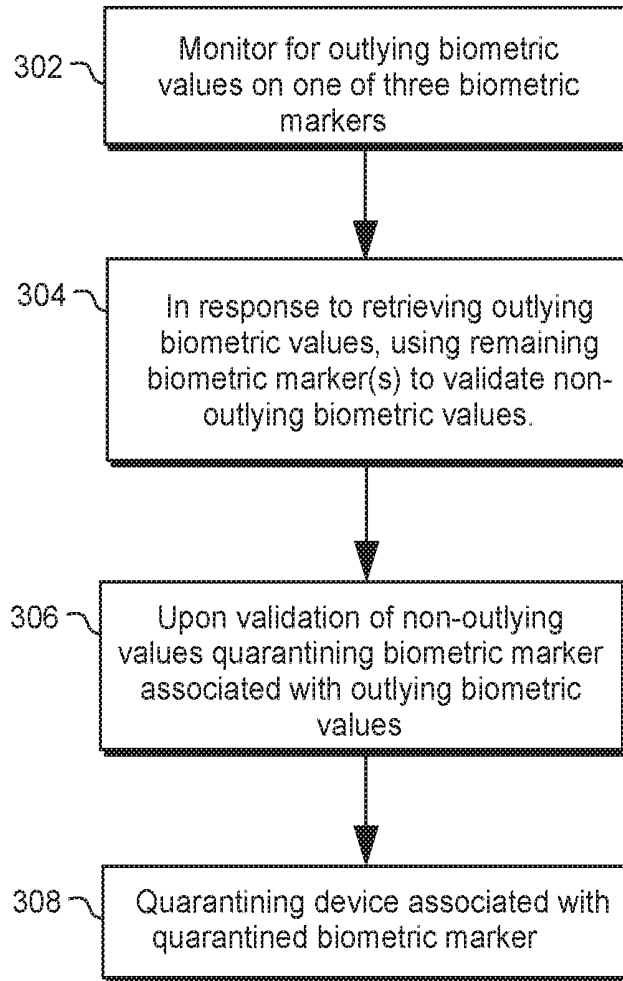 302
Monitor for outlying biometric
values on one of three biometric
markers
304
In response to retrieving outlying
biometric values, using remaining
biometric marker(s) to validate non-
outlying biometric values.
306
Upon validation of non-outlying
values quarantining biometric marker
associated with outlying biometric
values
308
Quarantining device associated with
quarantined biometric marker